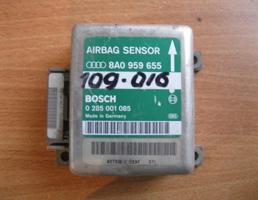 AIRBAG SENSOR
8A0 959 655
109-016
BOSCH
0 285 001 085
Made in Germany